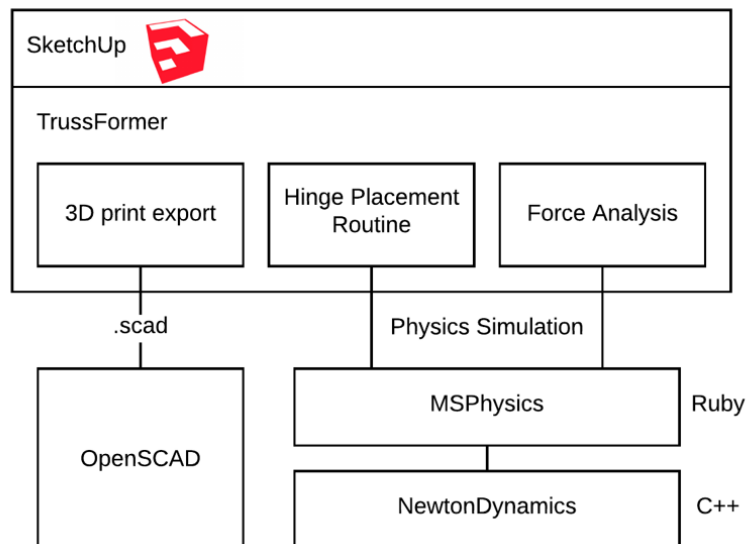 SketchUp
TrussFormer
3D print export
Hinge Placement
Routine
Force Analysis
.scad
Physics Simulation
OpenSCAD
MSPhysics
Ruby
NewtonDynamics
C++